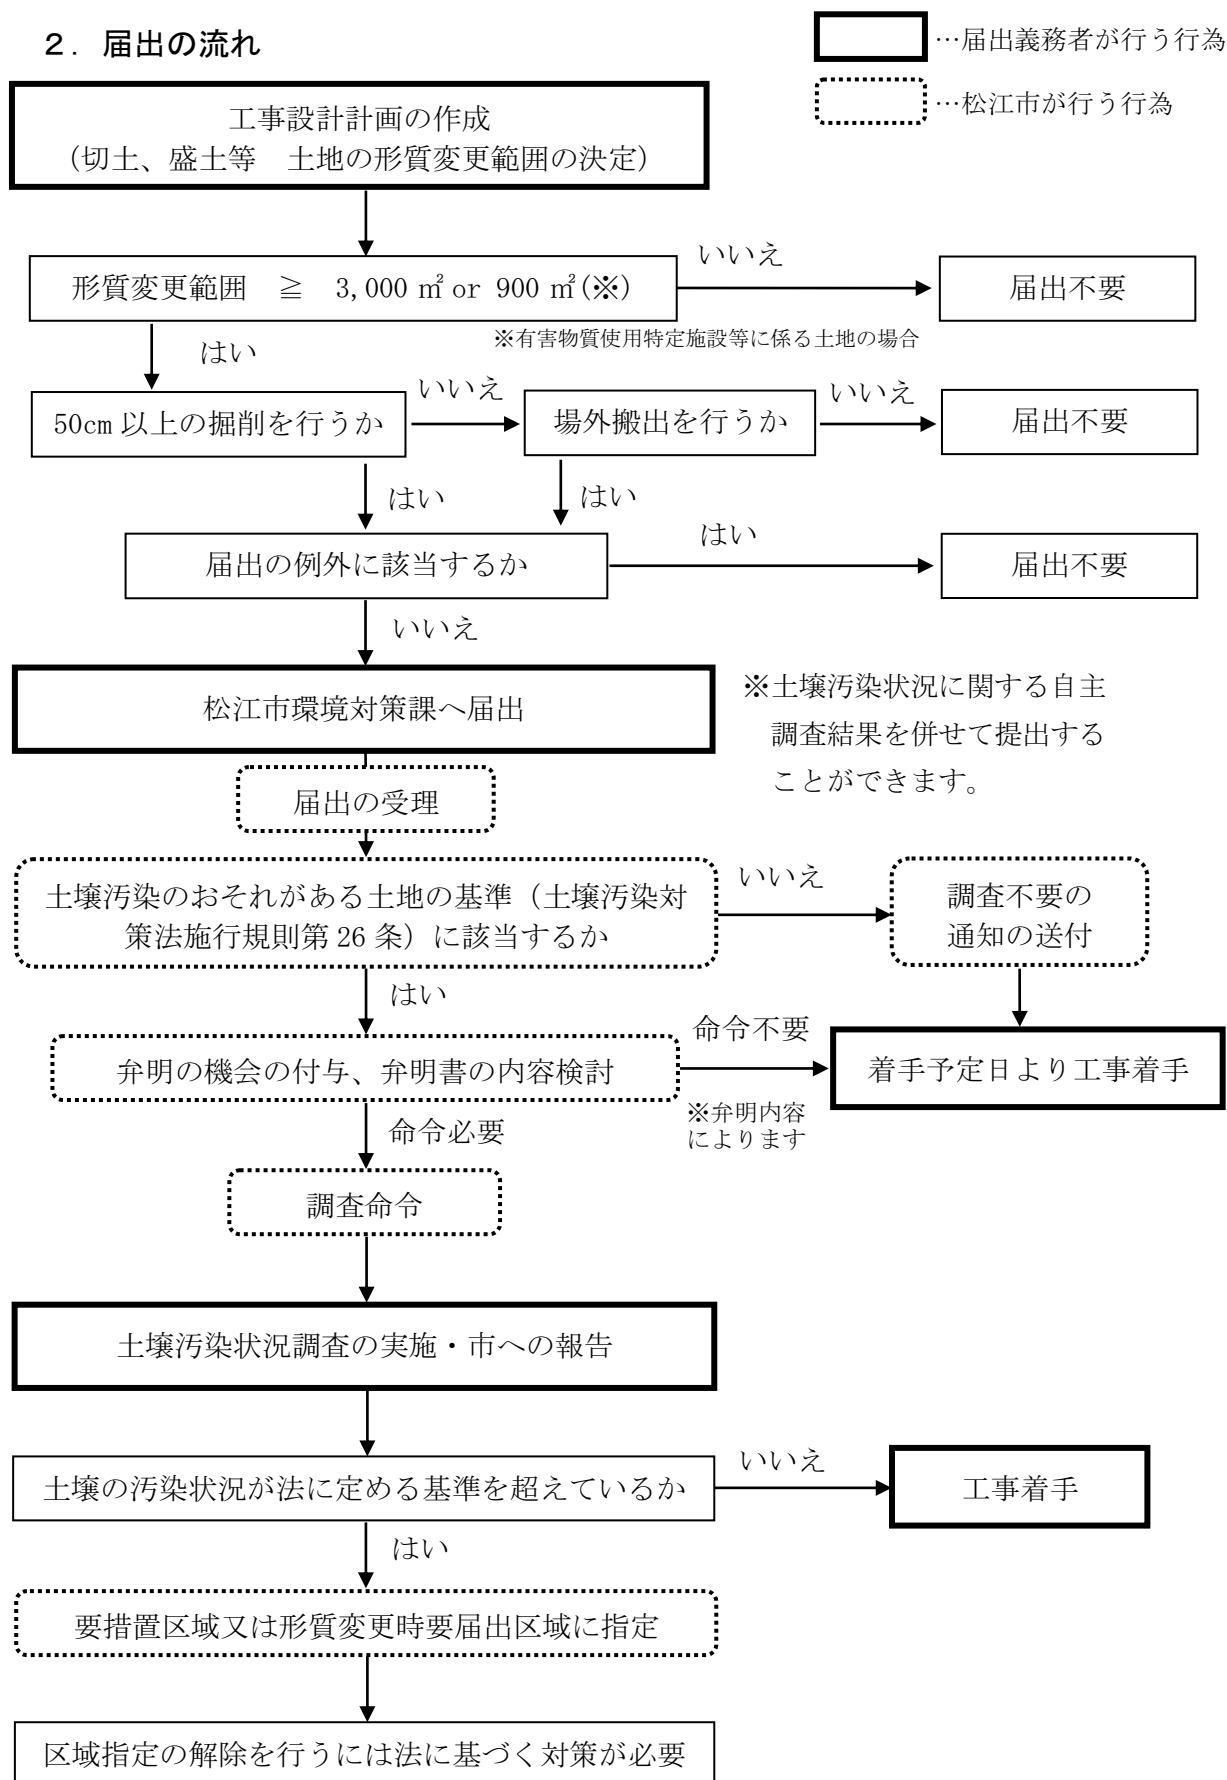 ２．届出の流れ
…届出義務者が行う行為
…松江市が行う行為
工事設計計画の作成
（切土、盛土等　土地の形質変更範囲の決定）
形質変更範囲　≧　3,000 ㎡ or 900 ㎡(※)
いいえ
届出不要
※有害物質使用特定施設等に係る土地の場合
はい
50cm 以上の掘削を行うか
いいえ
場外搬出を行うか
いいえ
届出不要
はい
はい
届出の例外に該当するか
はい
届出不要
いいえ
松江市環境対策課へ届出
※土壌汚染状況に関する自主
調査結果を併せて提出する
ことができます。
届出の受理
土壌汚染のおそれがある土地の基準（土壌汚染対
策法施行規則第 26 条）に該当するか
いいえ
調査不要の
通知の送付
はい
弁明の機会の付与、弁明書の内容検討
命令不要
※弁明内容
によります
着手予定日より工事着手
命令必要
調査命令
土壌汚染状況調査の実施・市への報告
土壌の汚染状況が法に定める基準を超えているか
いいえ
工事着手
はい
要措置区域又は形質変更時要届出区域に指定
区域指定の解除を行うには法に基づく対策が必要